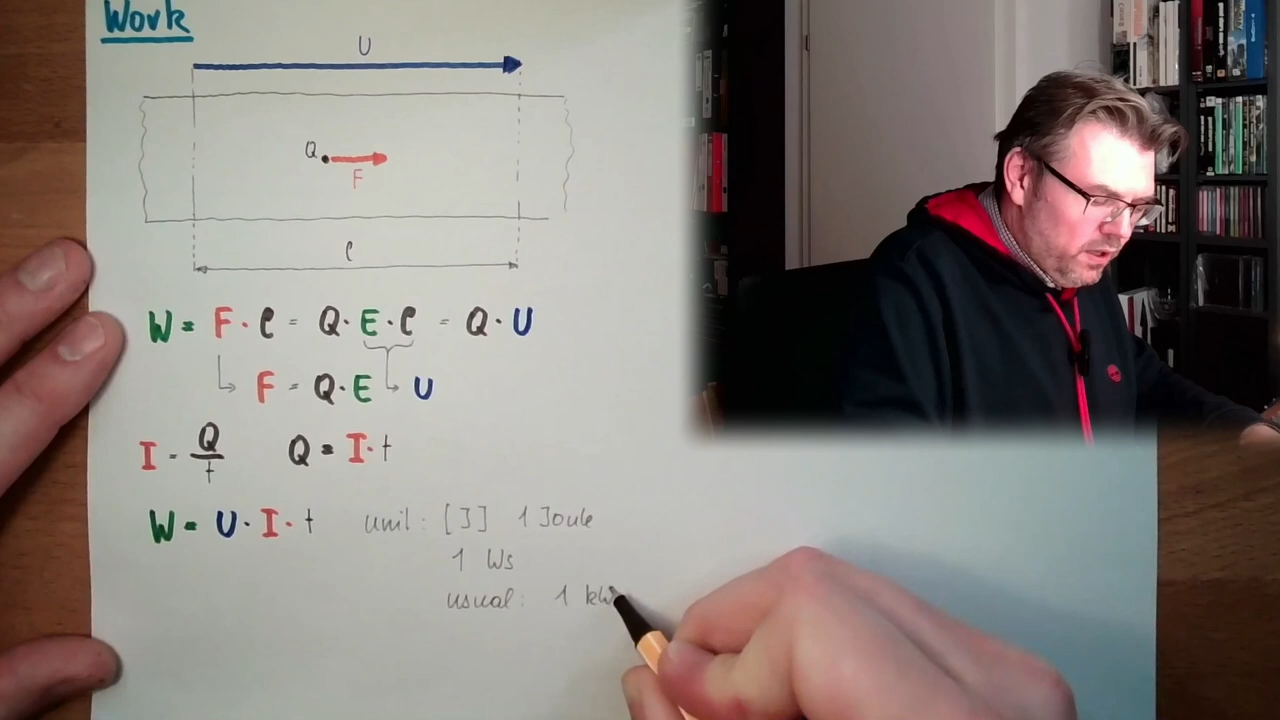 Work
U
Q
F
l
W = F · l = Q · E · l = Q · U
F = Q · E U
I = Q/t Q = I · t
W = U · I · t unit: [J] 1 Joule
1 Ws
usual: 1 kW